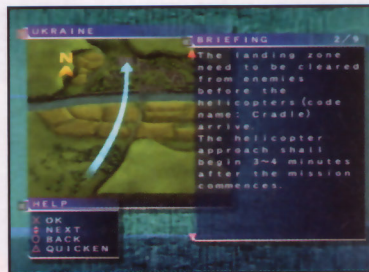 UKRAINE
N
BRIEFING 2/9
The landing zone
need to be cleared
from enemies
before the
helicopters(code
name: Cradle)
arrive.
The helicopter
approach shall
begin 3~4 minutes
after the mission
commences.
HELP
X OK
NEXT
O BACK
△ QUICKEN